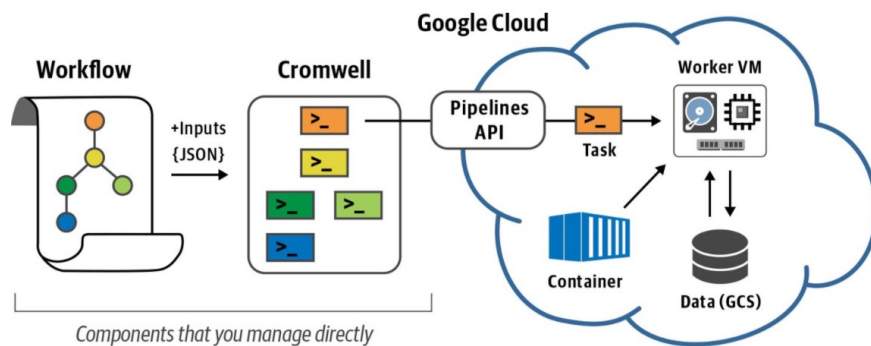 Google Cloud
Workflow
Cromwell
Worker VM
+Inputs
{JSON}
>_
>_
>_
>_
>_
Pipelines
API
>_
Task
Container
Data (GCS)
Components that you manage directly